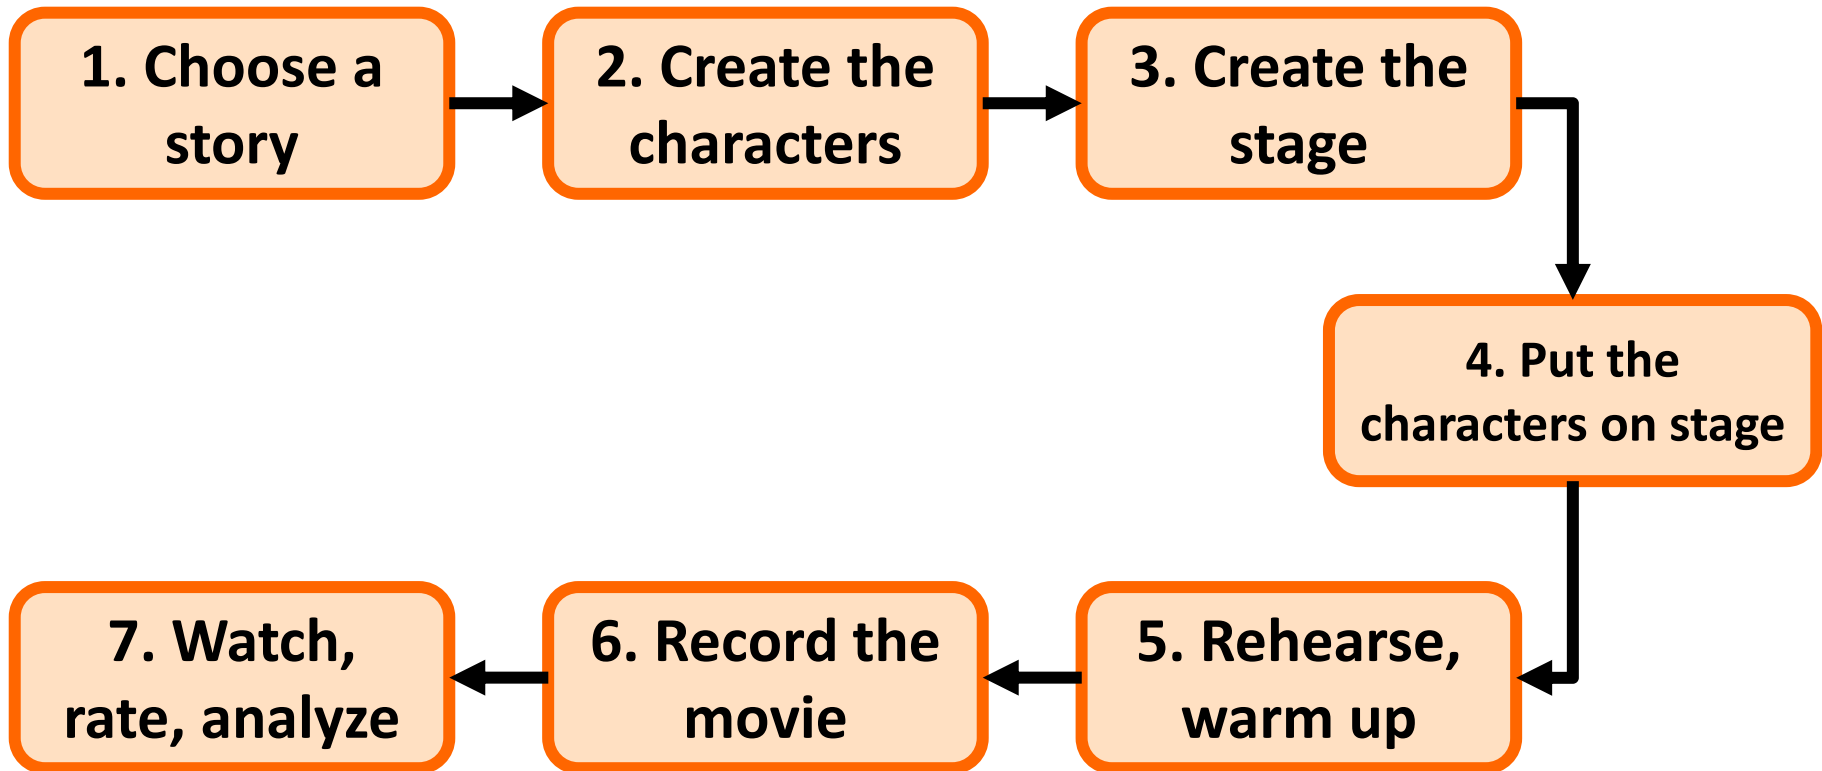 1. Choose a
story
2. Create the
characters
3. Create the
stage
4. Put the
characters on stage
5. Rehearse,
warm up
6. Record the
movie
7. Watch,
rate, analyze